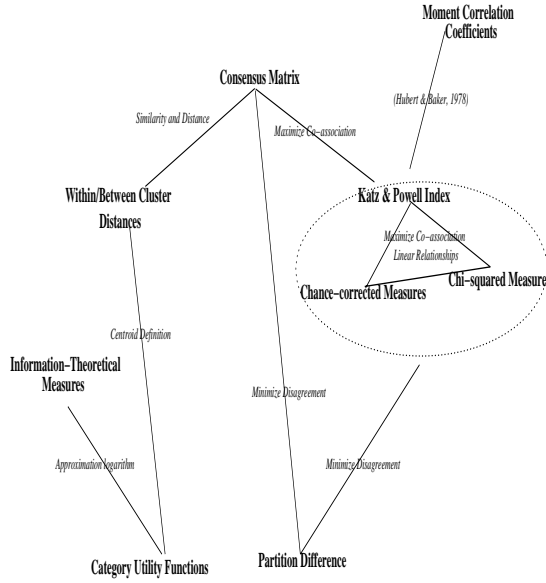 Moment Correlation
Coefficients
Consensus Matrix
(Hubert & Baker, 1978)
Similarity and Distance
Maximize Co-association
Within/Between Cluster
Distances
Katz & Powell Index
Maximize Co-association
Linear Relationships
Chi-squared Measure
Chance-corrected Measures
Centroid Definition
Information-Theoretical
Measures
Minimize Disagreement
Approximation logarithm
Minimize Disagreement
Category Utility Functions
Partition Difference